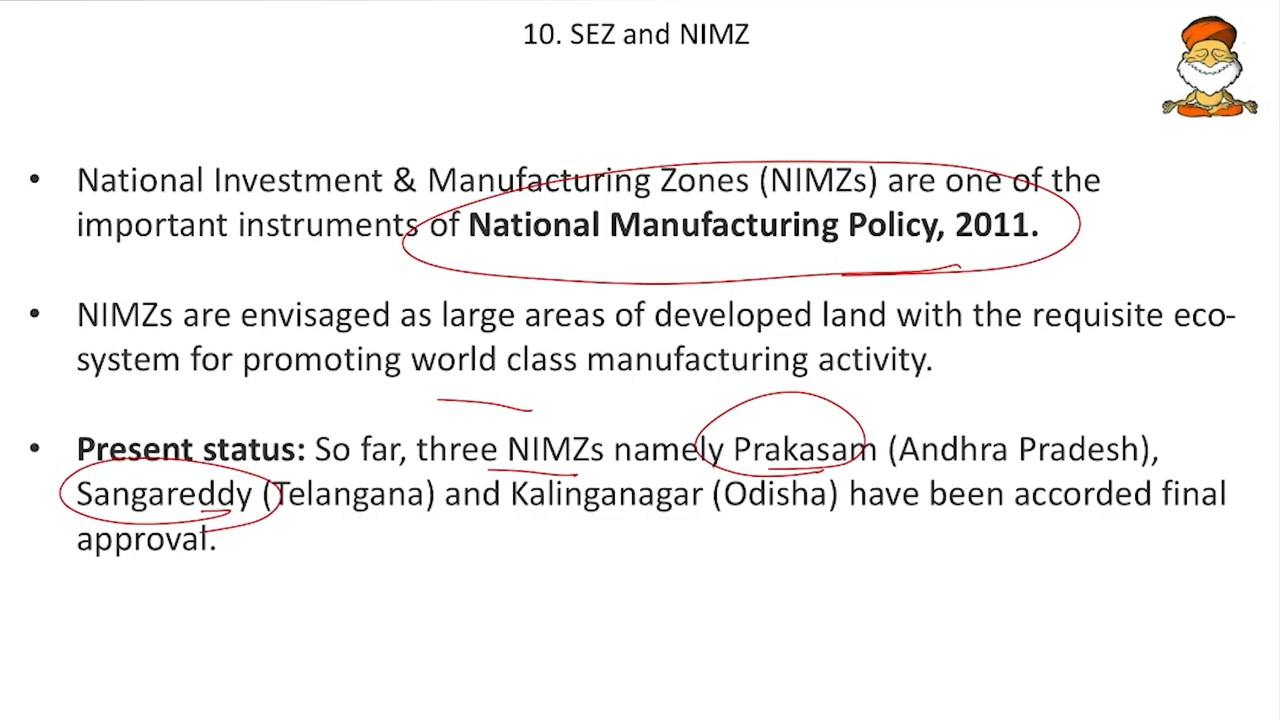 10. SEZ and NIMZ
• National Investment & Manufacturing Zones (NIMZs) are one of the
important instruments of National Manufacturing Policy, 2011.
• NIMZs are envisaged as large areas of developed land with the requisite eco-
system for promoting world class manufacturing activity.
• Present status: So far, three NIMZs namely Prakasam (Andhra Pradesh),
Sangareddy (Telangana) and Kalinganagar (Odisha) have been accorded final
approval.